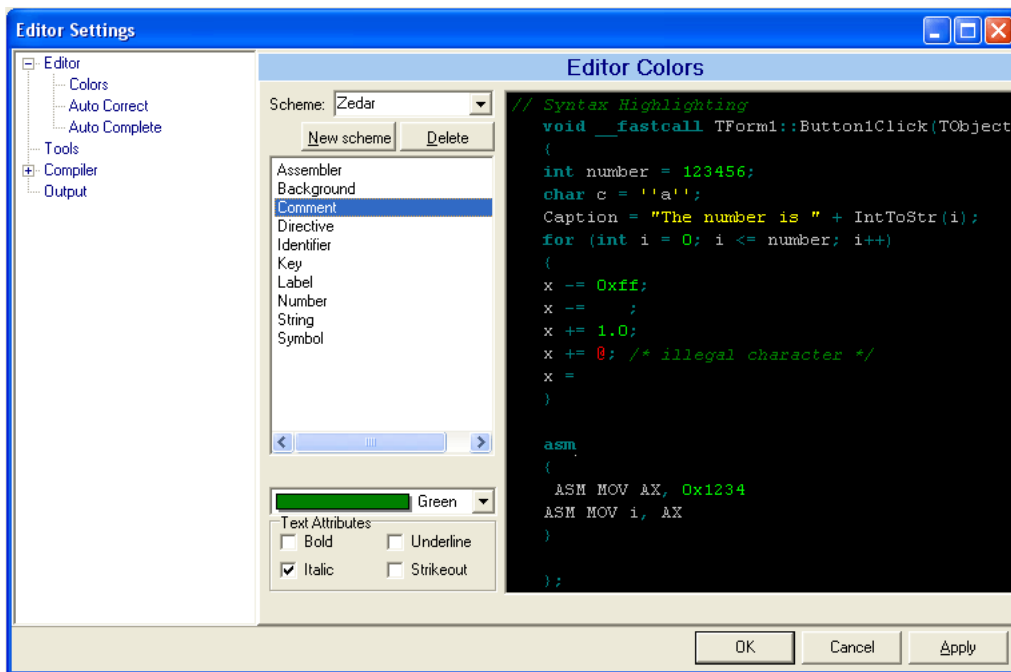 Editor Settings
Editor
Colors
Auto Correct
Auto Complete
Tools
Compiler
Output
Editor Colors
Scheme: Zedar
New scheme Delete
Assembler
Background
Comment
Directive
Identifier
Key
Label
Number
String
Symbol
Green
Text Attributes
Bold Underline
Italic Strikeout
// Syntax Highlighting
void __fastcall TForm1::Button1Click(TObject
{
int number = 123456;
char c = ''a'';
Caption = "The number is " + IntToStr(i);
for (int i = 0; i <= number; i++)
{
x -= 0xff;
x -= ;
x += 1.0;
x += @; /* illegal character */
x =
}
asm
{
ASM MOV AX, 0x1234
ASM MOV i, AX
}
};
OK Cancel Apply